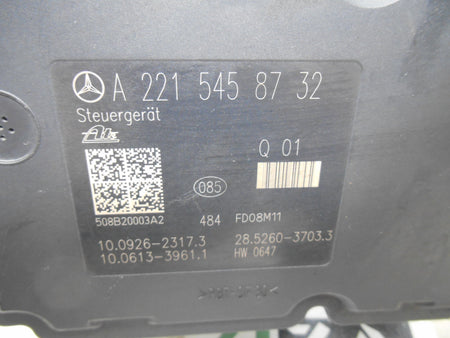 A 221 545 87 32
Steuergerät
Ate
Q 01
085
508B20003A2
484 FD08M11
10.0926-2317.3 28.5260-3703.3
10.0613-3961.1 HW 0647